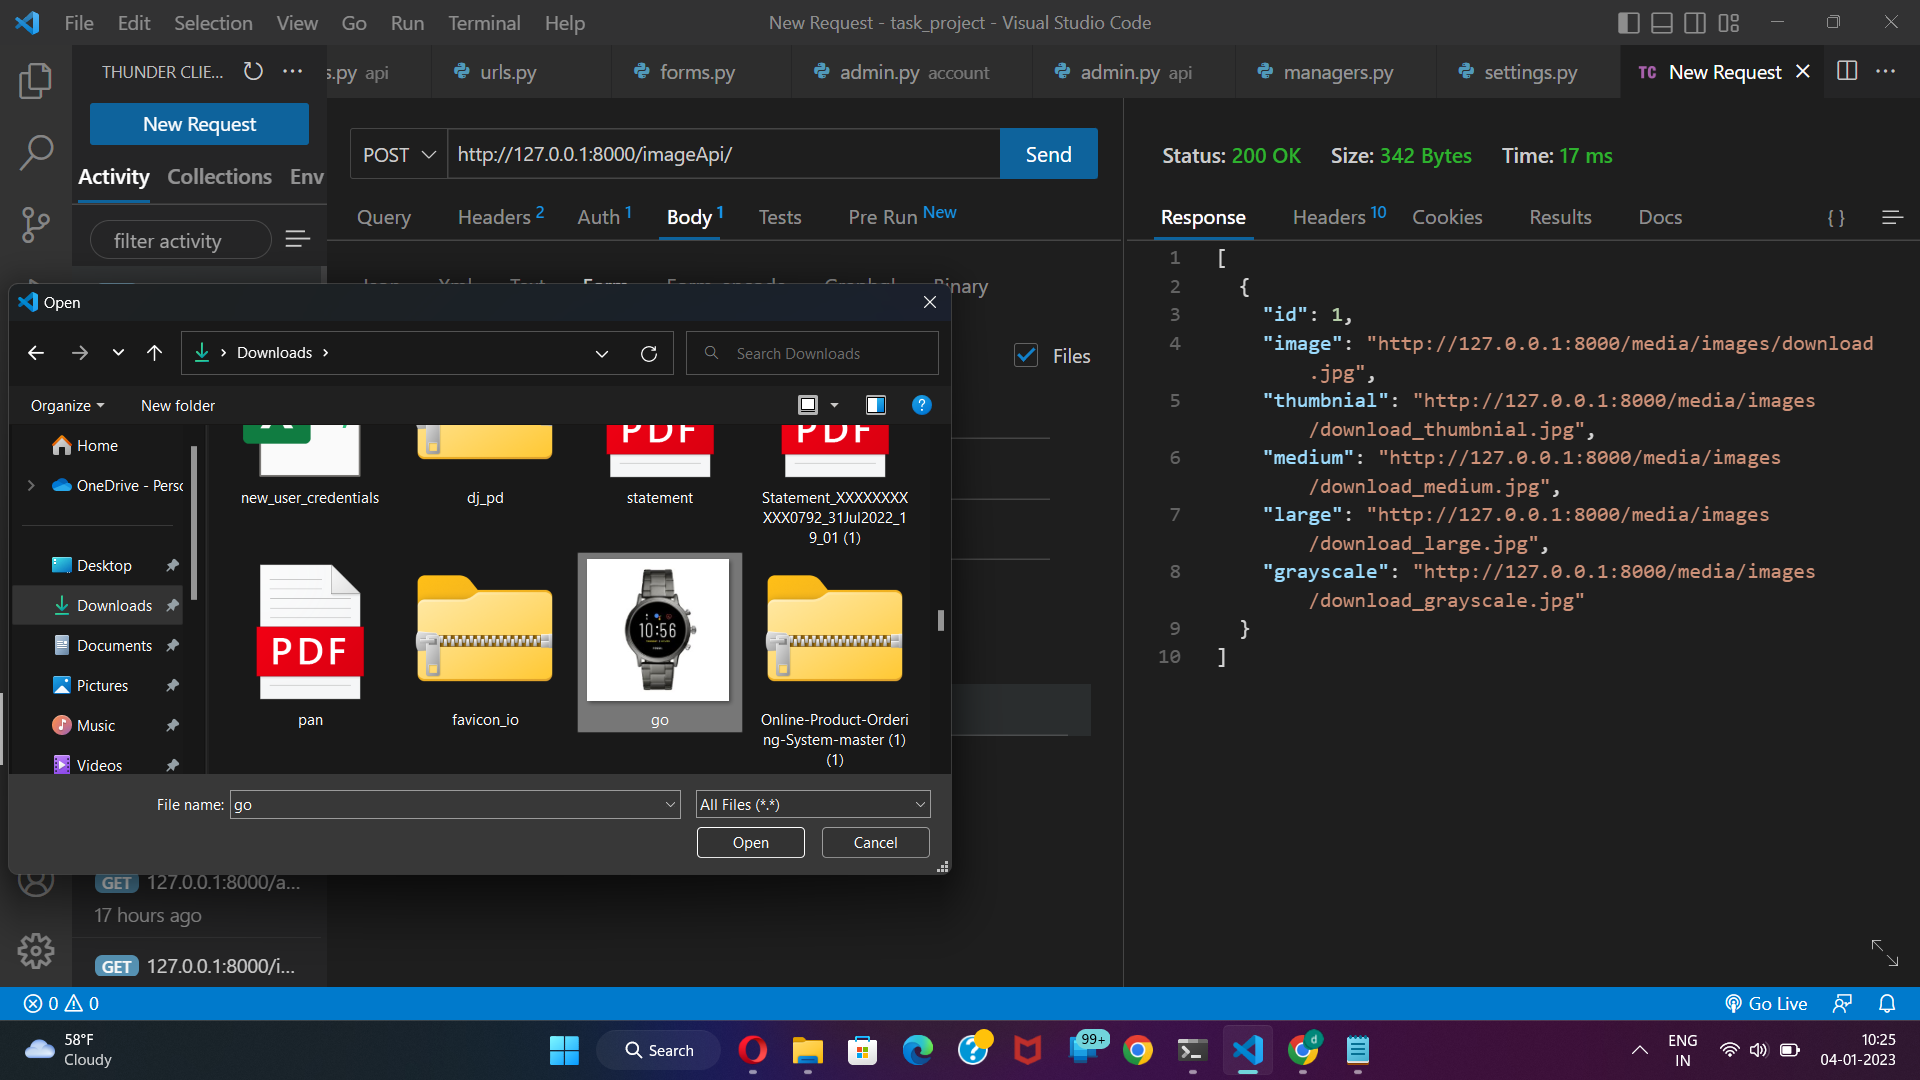 File Edit Selection View Go Run Terminal Help
New Request - task_project - Visual Studio Code
THUNDER CLIE...
s.py api
urls.py
forms.py
admin.py account
admin.py api
managers.py
settings.py
TC New Request
New Request
Activity Collections Env
filter activity
POST http://127.0.0.1:8000/imageApi/ Send
Query Headers 2 Auth 1 Body 1 Tests Pre Run New
Form
Binary
Files
Status: 200 OK Size: 342 Bytes Time: 17 ms
Response Headers 10 Cookies Results Docs { }
1 [
2 {
3 "id": 1,
4 "image": "http://127.0.0.1:8000/media/images/download
.jpg",
5 "thumbnial": "http://127.0.0.1:8000/media/images
/download_thumbnial.jpg",
6 "medium": "http://127.0.0.1:8000/media/images
/download_medium.jpg",
7 "large": "http://127.0.0.1:8000/media/images
/download_large.jpg",
8 "grayscale": "http://127.0.0.1:8000/media/images
/download_grayscale.jpg"
9 }
10 ]
Open
Downloads
Search Downloads
Organize New folder
Home
OneDrive - Perso
Desktop
Downloads
Documents
Pictures
Music
Videos
PDF
PDF
new_user_credentials
dj_pd
statement
Statement_XXXXXXXX
XXX0792_31Jul2022_1
9_01 (1)
PDF
10:56
pan
favicon_io
go
Online-Product-Orderi
ng-System-master (1)
(1)
File name: go
All Files (*.*)
Open Cancel
GET 127.0.0.1:8000/a...
17 hours ago
GET 127.0.0.1:8000/i...
0 0
Go Live
58°F
Cloudy
Search
99+
d
ENG
IN
10:25
04-01-2023